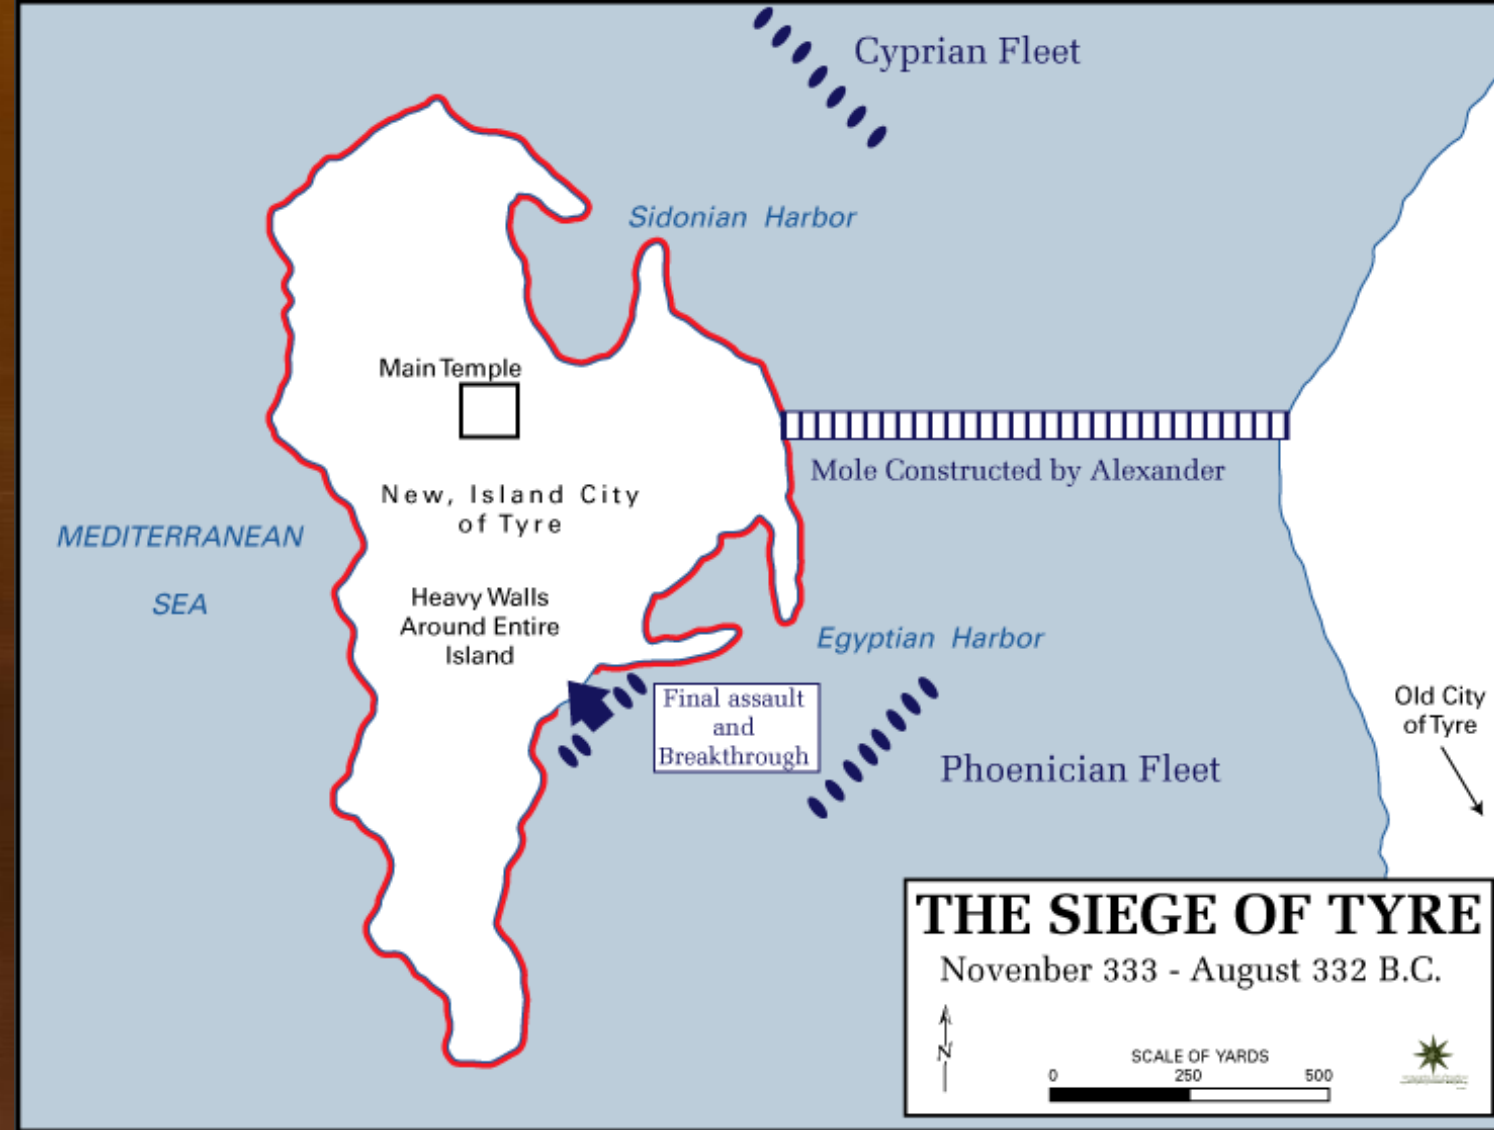 Cyprian Fleet
Sidonian Harbor
Main Temple
Mole Constructed by Alexander
New, Island City
of Tyre
MEDITERRANEAN
SEA
Heavy Walls
Around Entire
Island
Egyptian Harbor
Final assault
and
Breakthrough
Phoenician Fleet
Old City
of Tyre
THE SIEGE OF TYRE
Novenber 333 - August 332 B.C.
N
SCALE OF YARDS
0 250 500